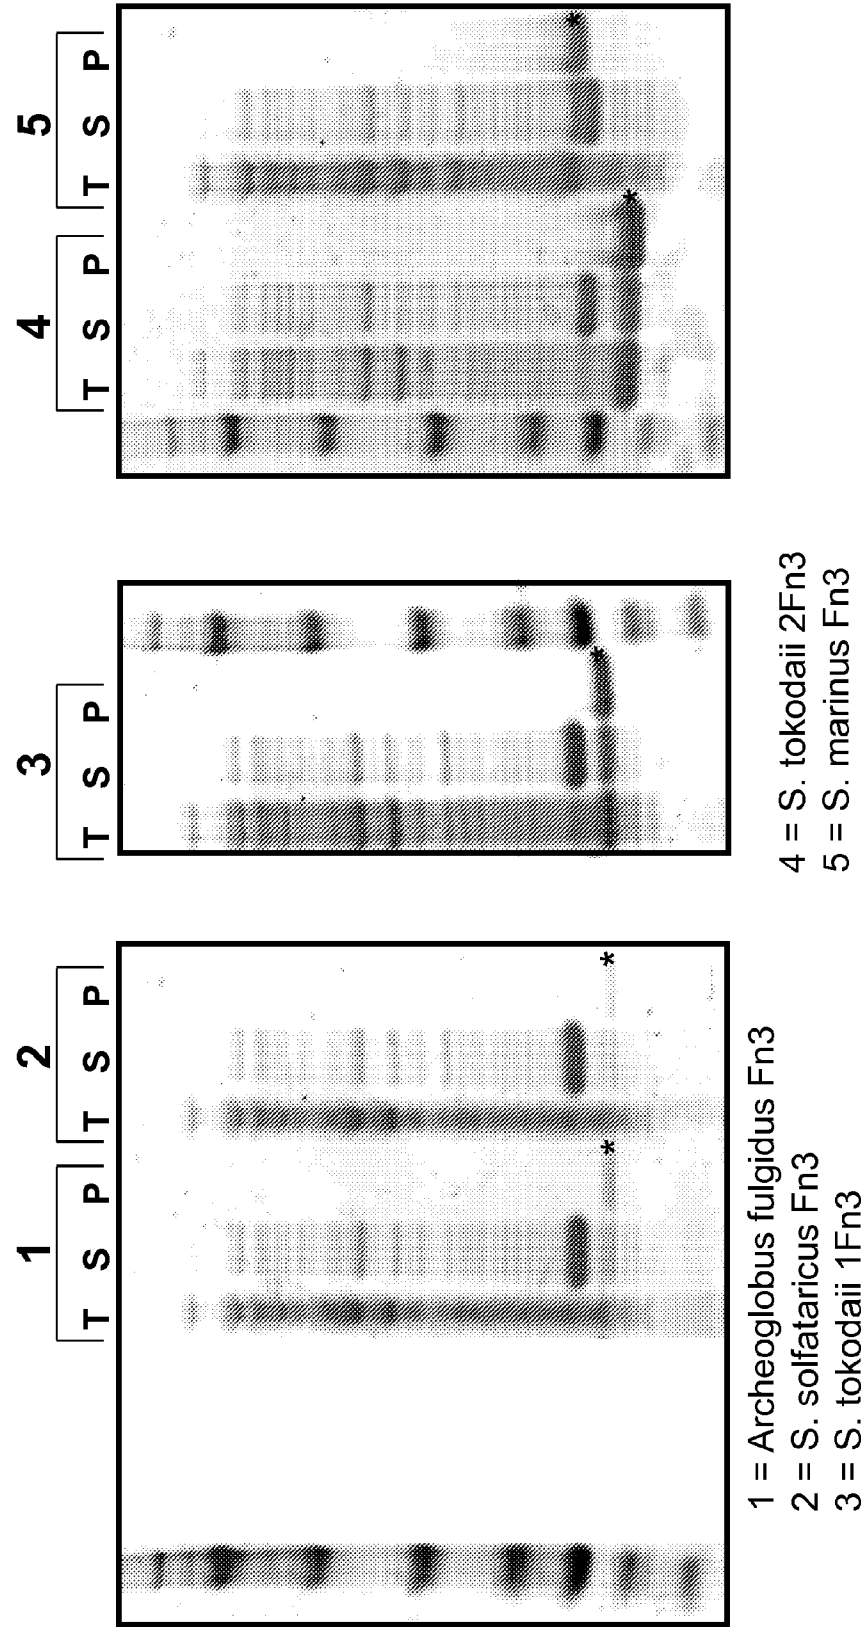 1 2 3 4 5
T S P T S P T S P T S P T S P
* * * * *
1 = Archeoglobus fulgidus Fn3
2 = S. solfataricus Fn3
3 = S. tokodaii 1Fn3
4 = S. tokodaii 2Fn3
5 = S. marinus Fn3